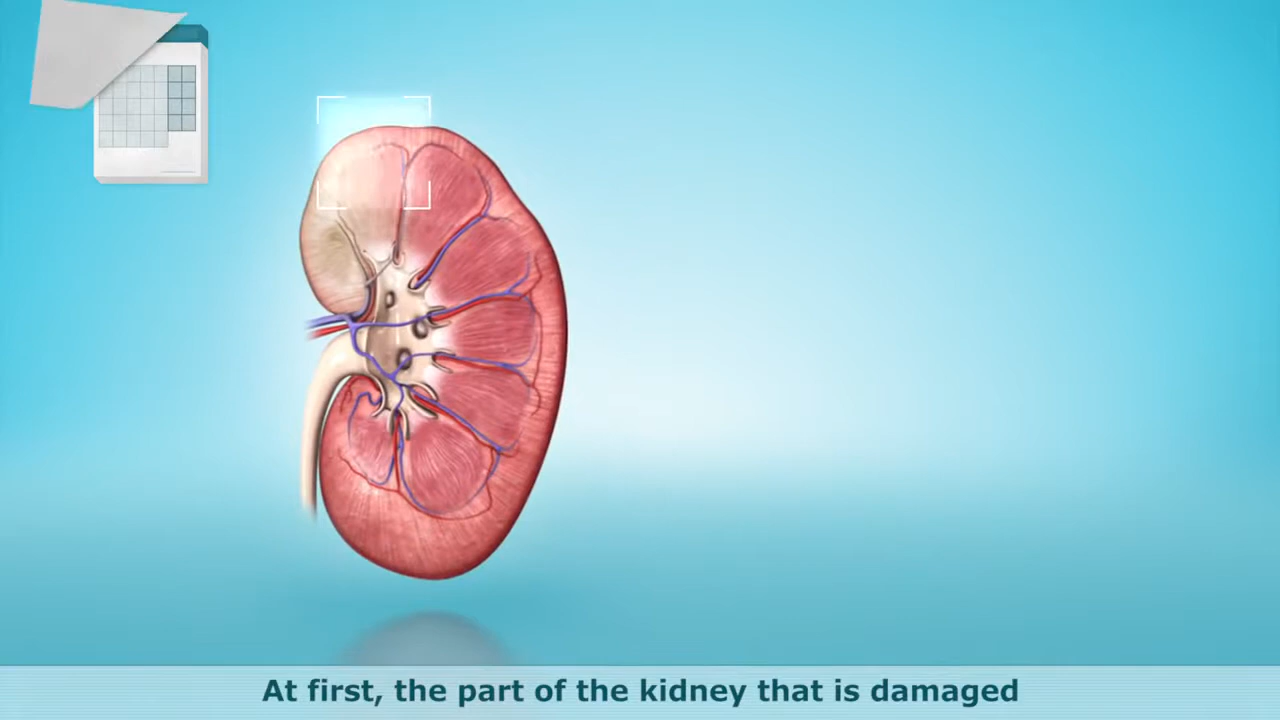 At first, the part of the kidney that is damaged